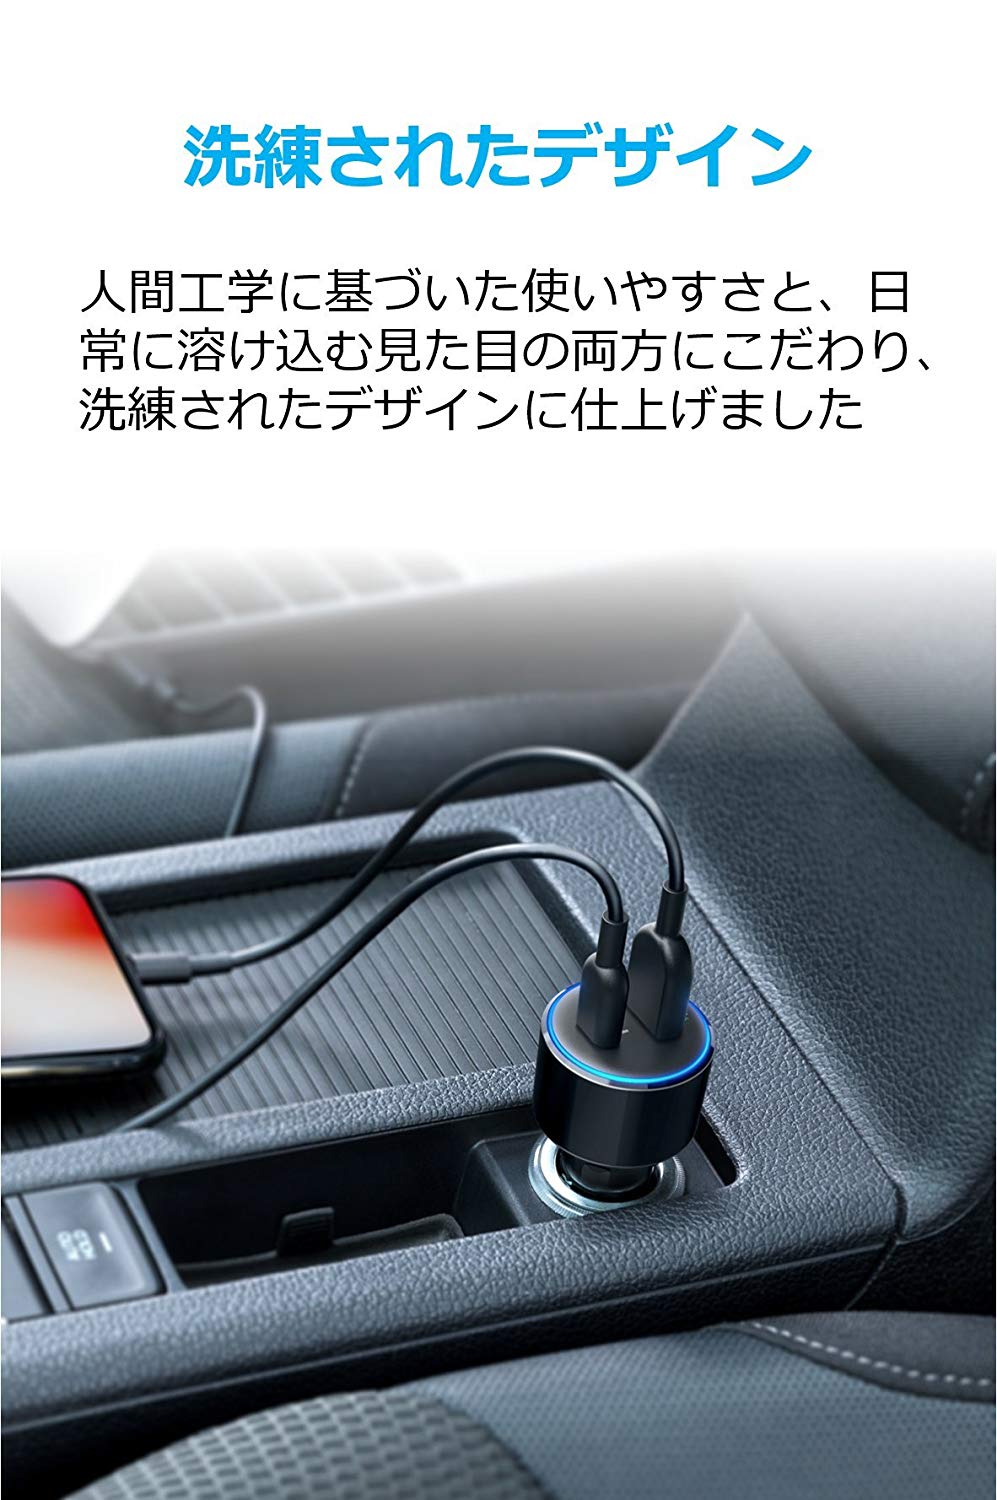 洗練されたデザイン
人間工学に基づいた使いやすさと、日
常に溶け込む見た目の両方にこだわり、
洗練されたデザインに仕上げました